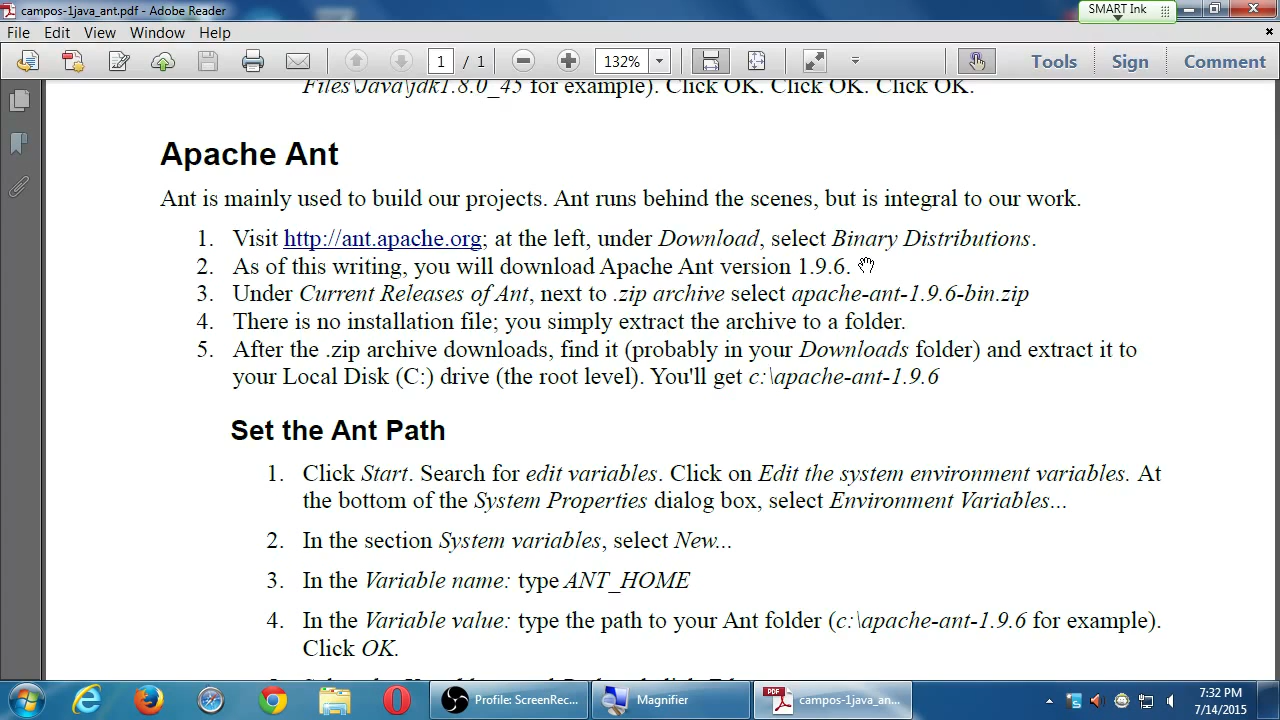 campos-1java_ant.pdf - Adobe Reader
SMART Ink
File Edit View Window Help
1 / 1 132% Tools Sign Comment
Files\Java\jdk1.8.0_45 for example). Click OK. Click OK. Click OK.
Apache Ant
Ant is mainly used to build our projects. Ant runs behind the scenes, but is integral to our work.
1. Visit http://ant.apache.org; at the left, under Download, select Binary Distributions.
2. As of this writing, you will download Apache Ant version 1.9.6.
3. Under Current Releases of Ant, next to .zip archive select apache-ant-1.9.6-bin.zip
4. There is no installation file; you simply extract the archive to a folder.
5. After the .zip archive downloads, find it (probably in your Downloads folder) and extract it to
your Local Disk (C:) drive (the root level). You'll get c:\apache-ant-1.9.6
Set the Ant Path
1. Click Start. Search for edit variables. Click on Edit the system environment variables. At
the bottom of the System Properties dialog box, select Environment Variables...
2. In the section System variables, select New...
3. In the Variable name: type ANT_HOME
4. In the Variable value: type the path to your Ant folder (c:\apache-ant-1.9.6 for example).
Click OK.
Profile: ScreenRec...
Magnifier
PDF
campos-1java_an...
7:32 PM
7/14/2015